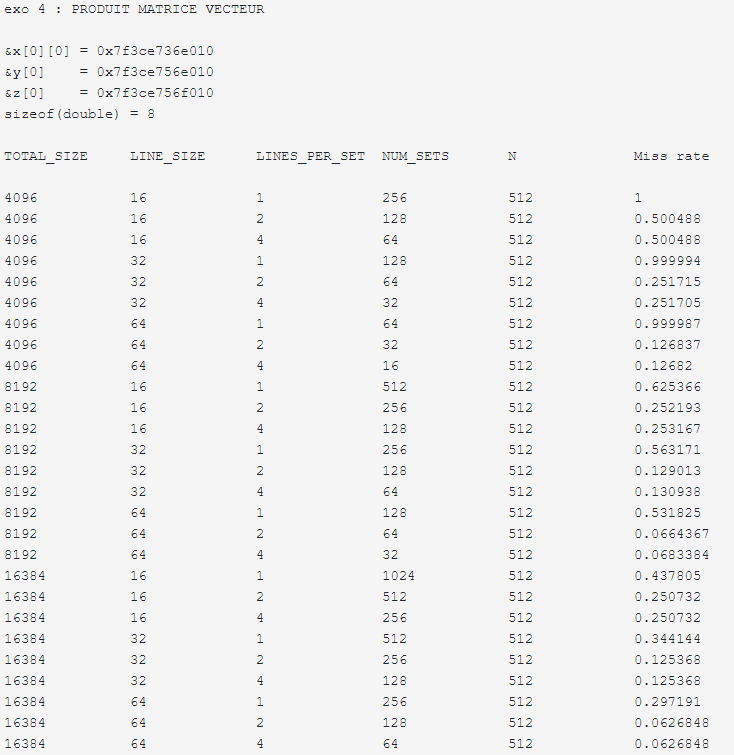 exo 4 : PRODUIT MATRICE VECTEUR
&x[0][0] = 0x7f3ce736e010
&y[0] = 0x7f3ce756e010
&z[0] = 0x7f3ce756f010
sizeof(double) = 8
TOTAL_SIZE LINE_SIZE LINES_PER_SET NUM_SETS N Miss rate
4096 16 1 256 512 1
4096 16 2 128 512 0.500488
4096 16 4 64 512 0.500488
4096 32 1 128 512 0.999994
4096 32 2 64 512 0.251715
4096 32 4 32 512 0.251705
4096 64 1 64 512 0.999987
4096 64 2 32 512 0.126837
4096 64 4 16 512 0.12682
8192 16 1 512 512 0.625366
8192 16 2 256 512 0.252193
8192 16 4 128 512 0.253167
8192 32 1 256 512 0.563171
8192 32 2 128 512 0.129013
8192 32 4 64 512 0.130938
8192 64 1 128 512 0.531825
8192 64 2 64 512 0.0664367
8192 64 4 32 512 0.0683384
16384 16 1 1024 512 0.437805
16384 16 2 512 512 0.250732
16384 16 4 256 512 0.250732
16384 32 1 512 512 0.344144
16384 32 2 256 512 0.125368
16384 32 4 128 512 0.125368
16384 64 1 256 512 0.297191
16384 64 2 128 512 0.0626848
16384 64 4 64 512 0.0626848